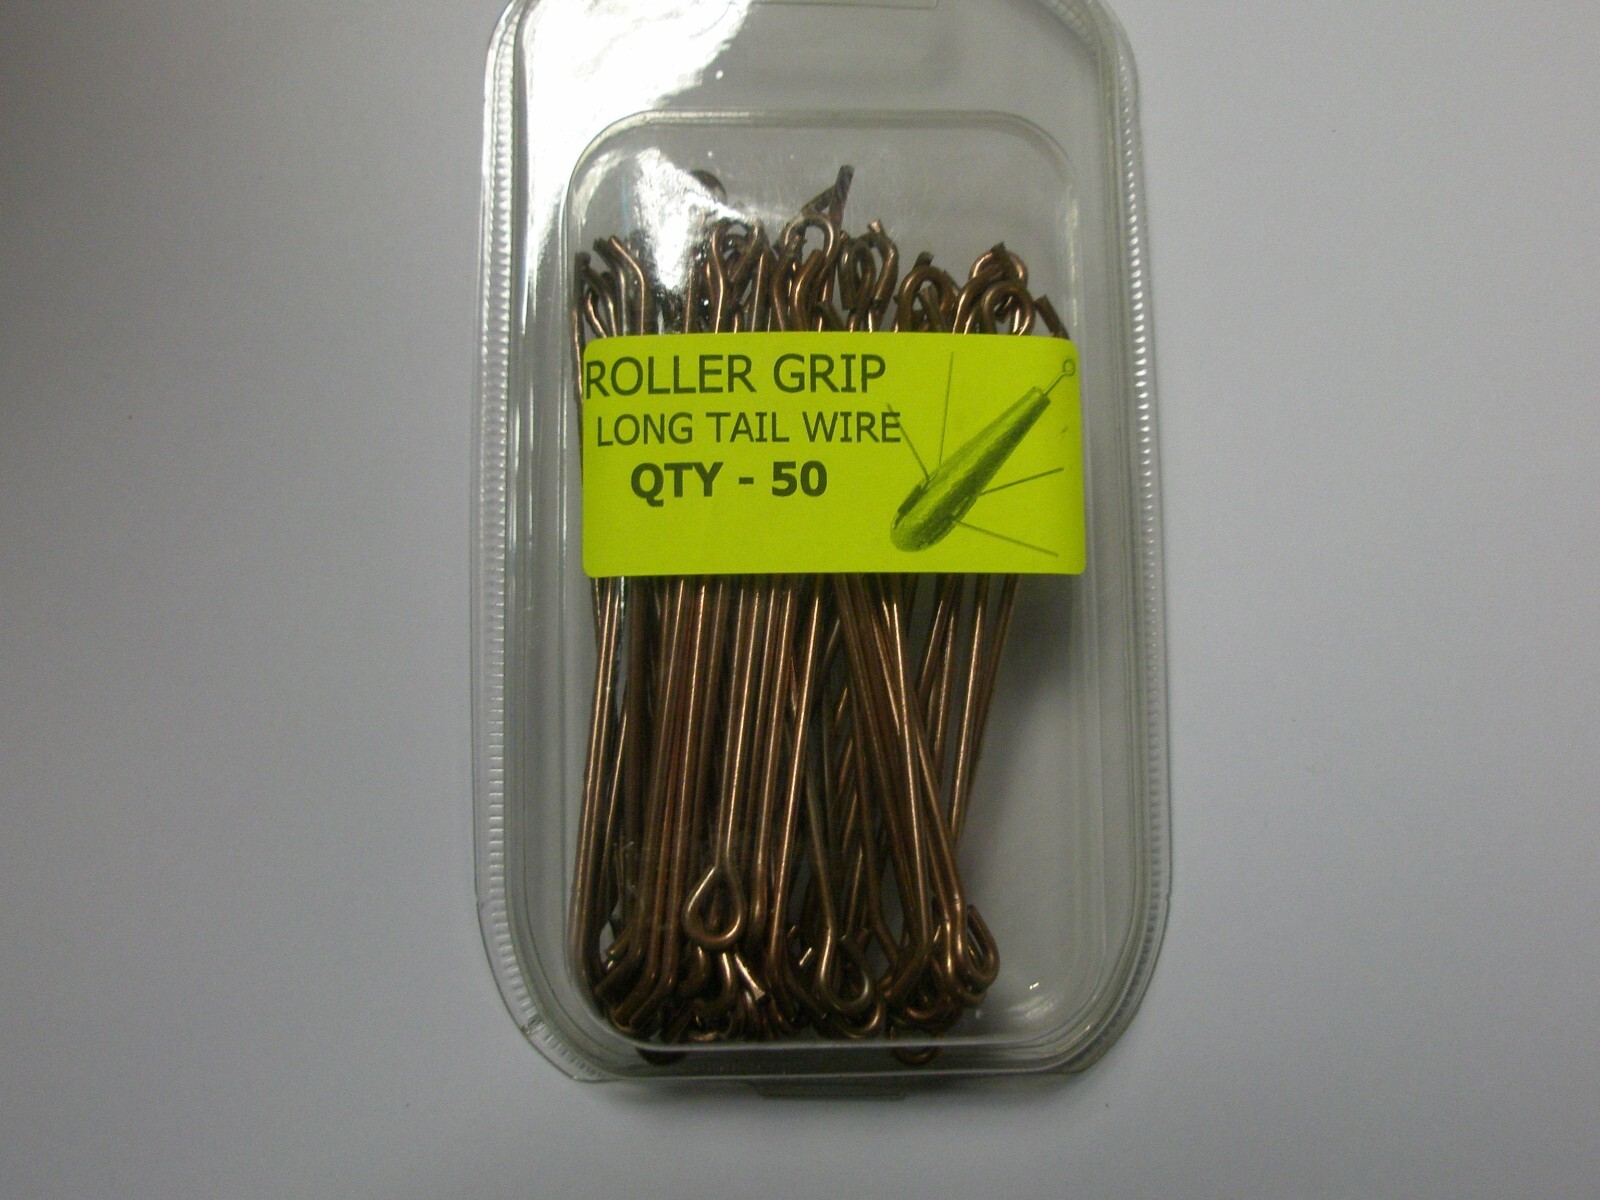 ROLLER GRIP
LONG TAIL WIRE
QTY - 50